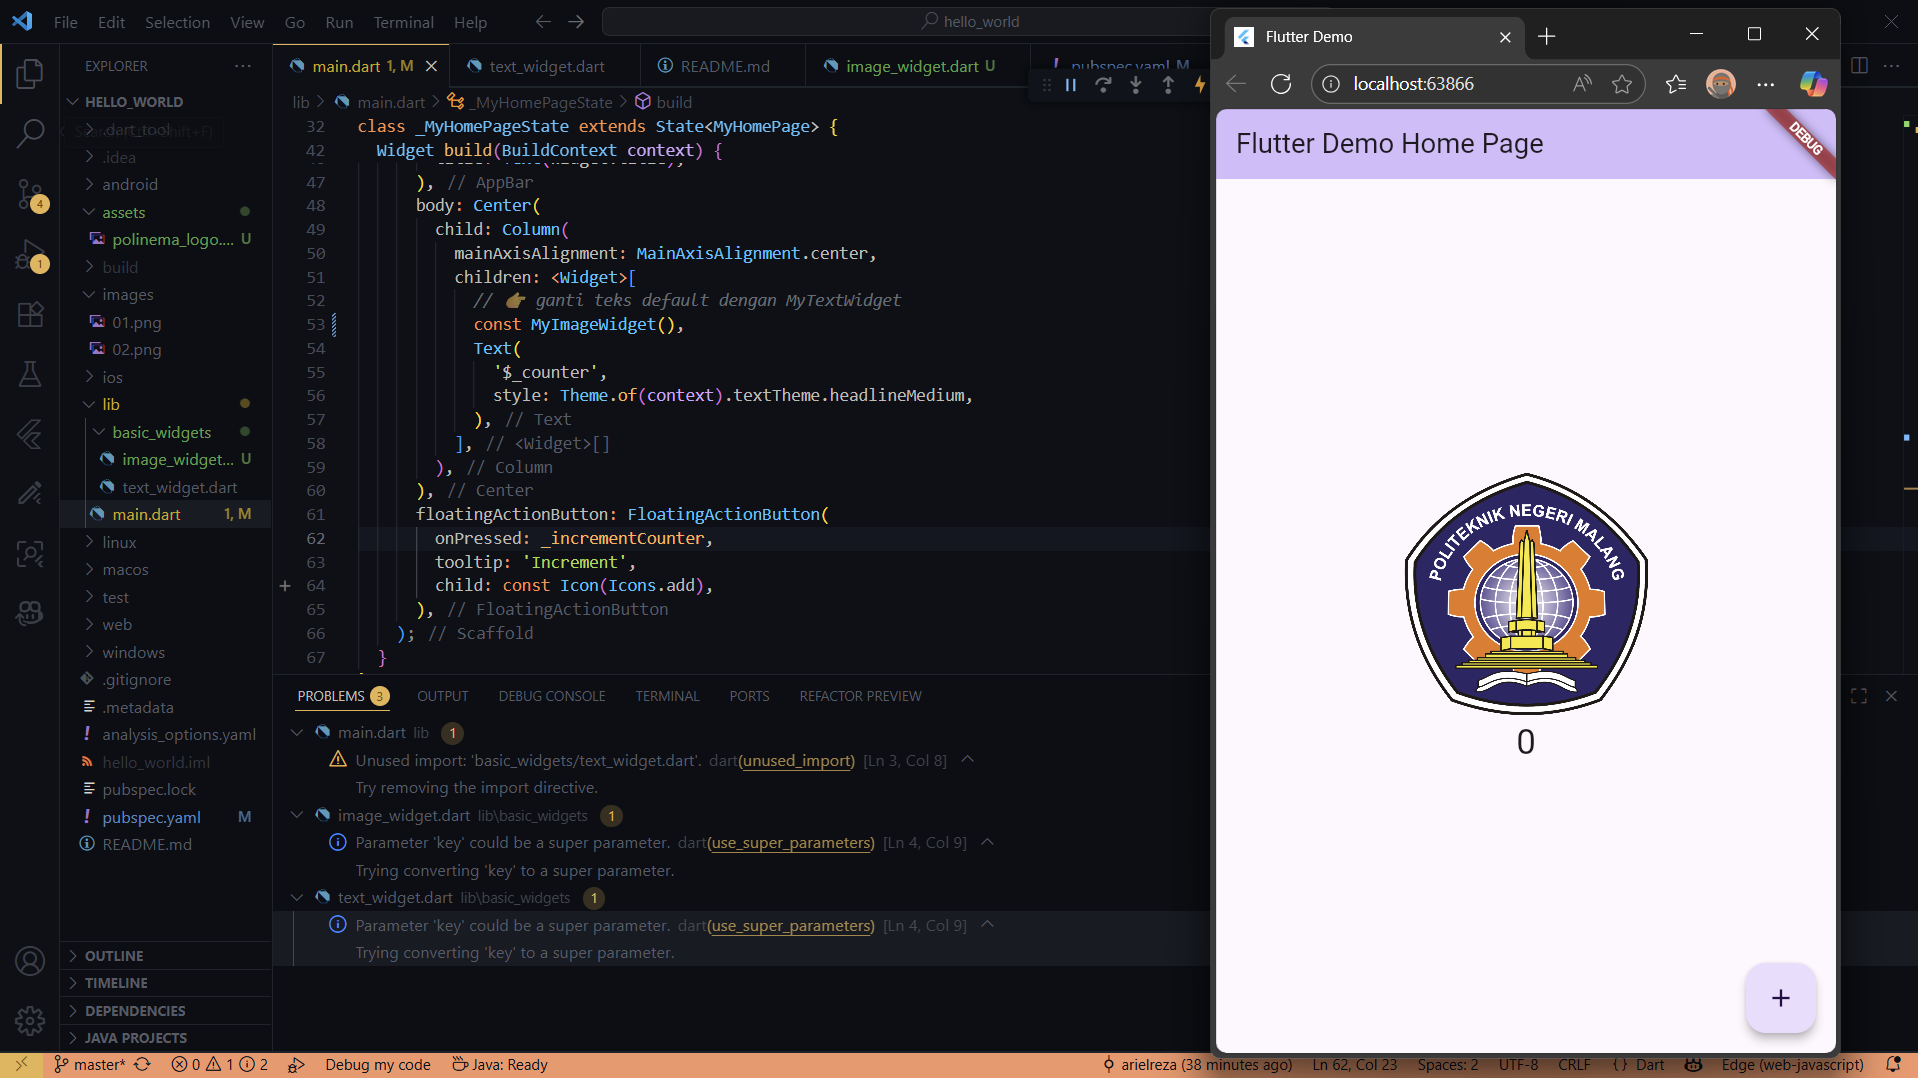 File Edit Selection View Go Run Terminal Help
hello_world
EXPLORER
HELLO_WORLD
dart_tool
.idea
android
assets
polinema_logo.... U
build
images
01.png
02.png
ios
lib
basic_widgets
image_widget... U
text_widget.dart
main.dart 1, M
linux
macos
test
web
windows
.gitignore
.metadata
analysis_options.yaml
hello_world.iml
pubspec.lock
pubspec.yaml M
README.md
OUTLINE
TIMELINE
DEPENDENCIES
JAVA PROJECTS
4
1
main.dart 1, M
text_widget.dart
README.md
image_widget.dart U
pubspec.yaml M
lib > main.dart > _MyHomePageState > build
32 class _MyHomePageState extends State<MyHomePage> {
42 Widget build(BuildContext context) {
47 ), // AppBar
48 body: Center(
49 child: Column(
50 mainAxisAlignment: MainAxisAlignment.center,
51 children: <Widget>[
52 // 👉 ganti teks default dengan MyTextWidget
53 const MyImageWidget(),
54 Text(
55 '$_counter',
56 style: Theme.of(context).textTheme.headlineMedium,
57 ), // Text
58 ], // <Widget>[]
59 ), // Column
60 ), // Center
61 floatingActionButton: FloatingActionButton(
62 onPressed: _incrementCounter,
63 tooltip: 'Increment',
64 child: const Icon(Icons.add),
65 ), // FloatingActionButton
66 ); // Scaffold
67 }
PROBLEMS 3 OUTPUT DEBUG CONSOLE TERMINAL PORTS REFACTOR PREVIEW
main.dart lib 1
Unused import: 'basic_widgets/text_widget.dart'. dart(unused_import) [Ln 3, Col 8]
Try removing the import directive.
image_widget.dart lib\basic_widgets 1
Parameter 'key' could be a super parameter. dart(use_super_parameters) [Ln 4, Col 9]
Trying converting 'key' to a super parameter.
text_widget.dart lib\basic_widgets 1
Parameter 'key' could be a super parameter. dart(use_super_parameters) [Ln 4, Col 9]
Trying converting 'key' to a super parameter.
Flutter Demo
localhost:63866
Flutter Demo Home Page
DEBUG
POLITEKNIK NEGERI MALANG
0
+
master* 0 1 2 Debug my code Java: Ready arielreza (38 minutes ago) Ln 62, Col 23 Spaces: 2 UTF-8 CRLF {} Dart Edge (web-javascript)